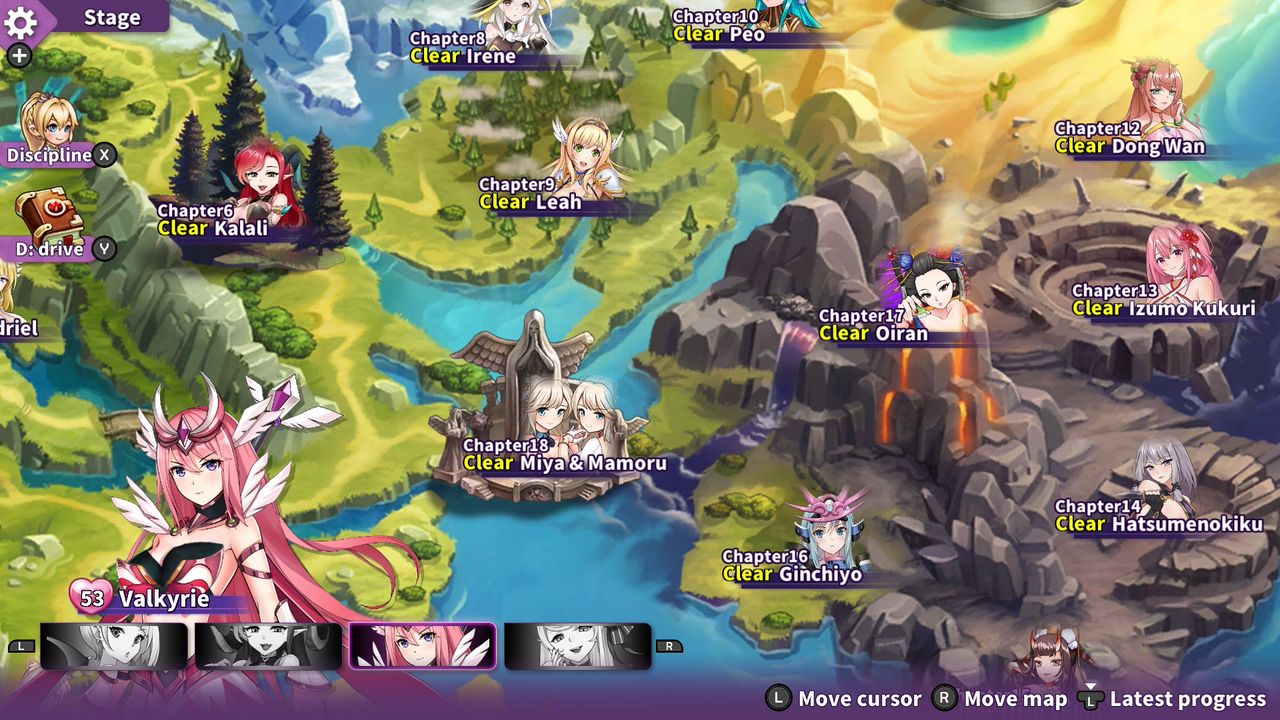 Stage
Chapter8
Clear Irene
Chapter10
Clear Peo
Discipline X
D: drive Y
driel
Chapter6
Clear Kalali
Chapter9
Clear Leah
Chapter12
Clear Dong Wan
Chapter13
Clear Izumo Kukuri
Chapter17
Clear Oiran
Chapter18
Clear Miya & Mamoru
Chapter14
Clear Hatsumenokiku
Chapter16
Clear Ginchiyo
53 Valkyrie
L
R
L Move cursor R Move map L Latest progress